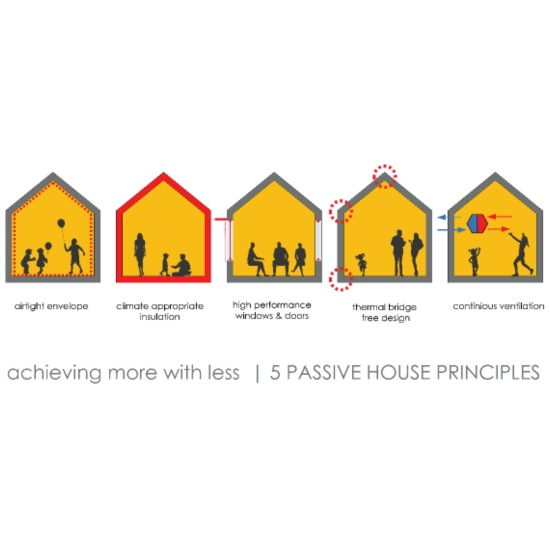 airtight envelope
climate appropriate
insulation
high performance
windows & doors
thermal bridge
free design
continious ventilation
achieving more with less | 5 PASSIVE HOUSE PRINCIPLES